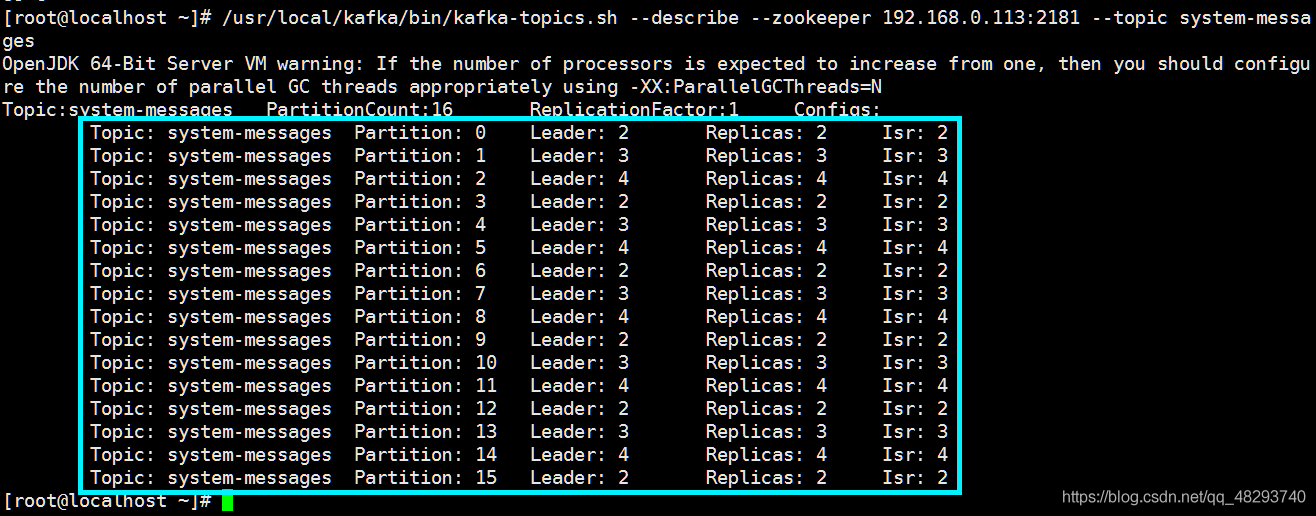 [root@localhost ~]# /usr/local/kafka/bin/kafka-topics.sh --describe --zookeeper 192.168.0.113:2181 --topic system-messa
ges
OpenJDK 64-Bit Server VM warning: If the number of processors is expected to increase from one, then you should configu
re the number of parallel GC threads appropriately using -XX:ParallelGCThreads=N
Topic:system-messages PartitionCount:16 ReplicationFactor:1 Configs:
Topic: system-messages Partition: 0 Leader: 2 Replicas: 2 Isr: 2
Topic: system-messages Partition: 1 Leader: 3 Replicas: 3 Isr: 3
Topic: system-messages Partition: 2 Leader: 4 Replicas: 4 Isr: 4
Topic: system-messages Partition: 3 Leader: 2 Replicas: 2 Isr: 2
Topic: system-messages Partition: 4 Leader: 3 Replicas: 3 Isr: 3
Topic: system-messages Partition: 5 Leader: 4 Replicas: 4 Isr: 4
Topic: system-messages Partition: 6 Leader: 2 Replicas: 2 Isr: 2
Topic: system-messages Partition: 7 Leader: 3 Replicas: 3 Isr: 3
Topic: system-messages Partition: 8 Leader: 4 Replicas: 4 Isr: 4
Topic: system-messages Partition: 9 Leader: 2 Replicas: 2 Isr: 2
Topic: system-messages Partition: 10 Leader: 3 Replicas: 3 Isr: 3
Topic: system-messages Partition: 11 Leader: 4 Replicas: 4 Isr: 4
Topic: system-messages Partition: 12 Leader: 2 Replicas: 2 Isr: 2
Topic: system-messages Partition: 13 Leader: 3 Replicas: 3 Isr: 3
Topic: system-messages Partition: 14 Leader: 4 Replicas: 4 Isr: 4
Topic: system-messages Partition: 15 Leader: 2 Replicas: 2 Isr: 2
[root@localhost ~]#
https://blog.csdn.net/qq_48293740